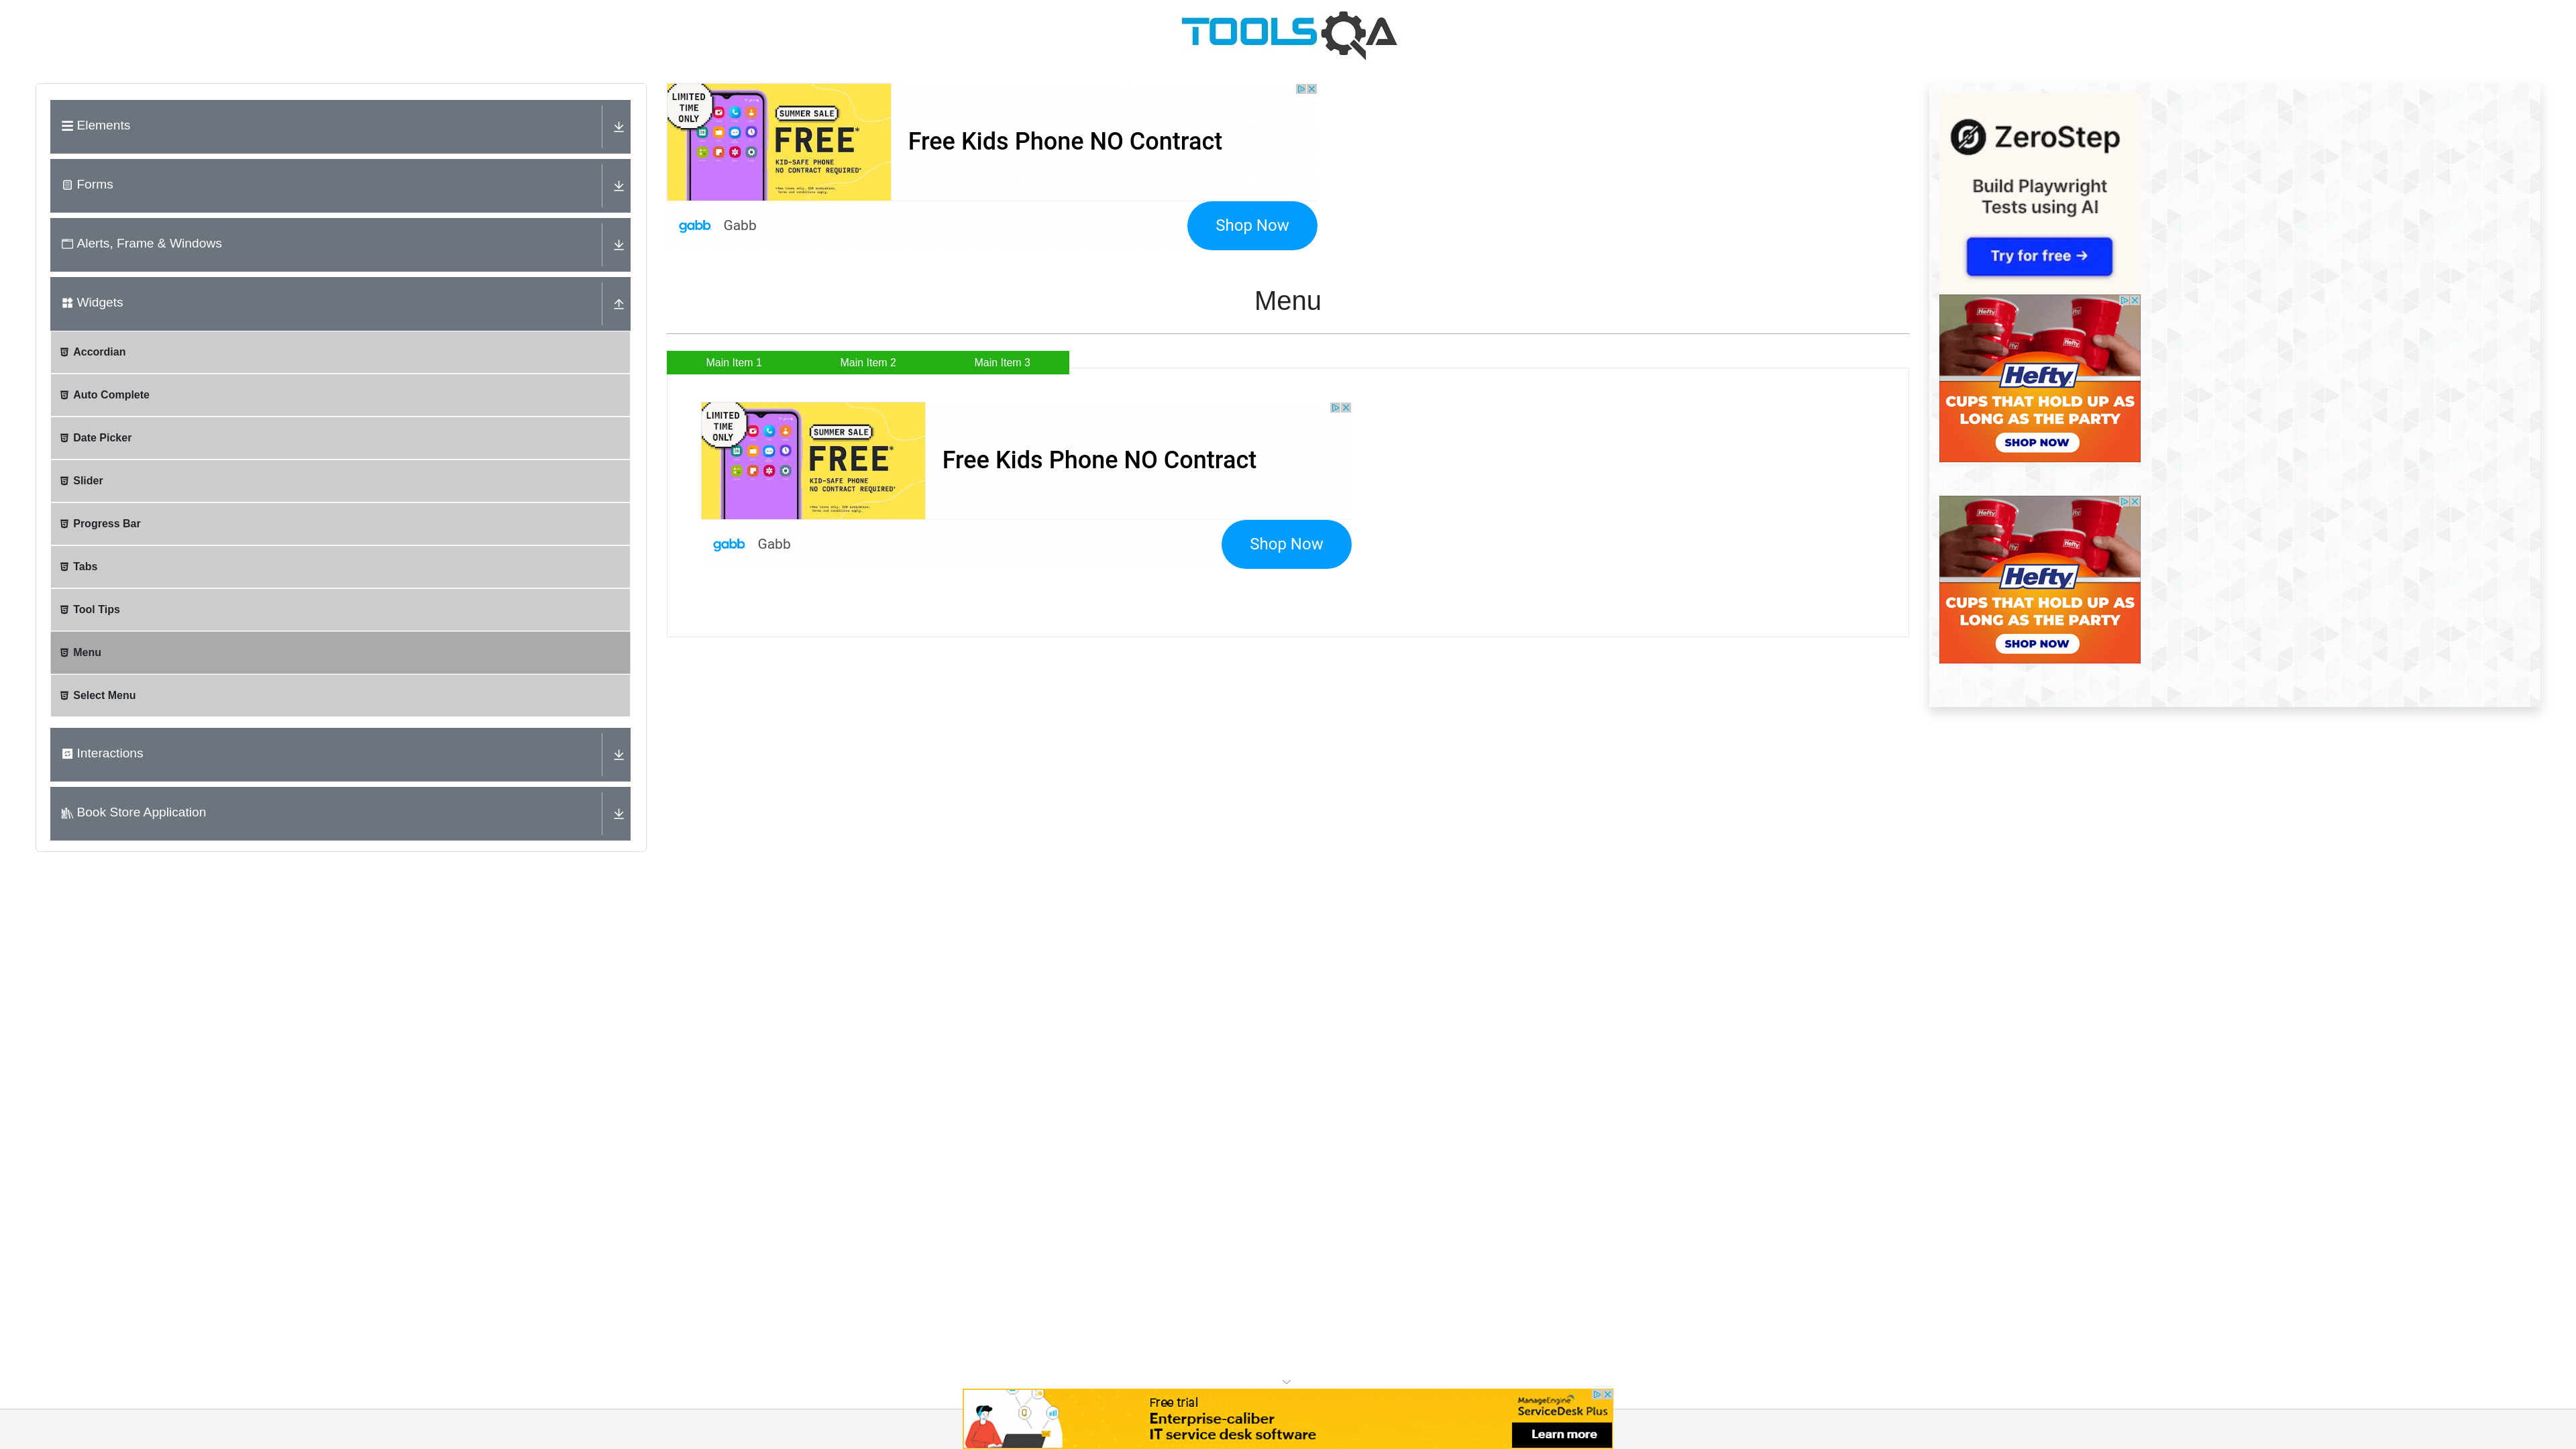 TOOLSQA
Elements
Forms
Alerts, Frame & Windows
Widgets
Accordian
Auto Complete
Date Picker
Slider
Progress Bar
Tabs
Tool Tips
Menu
Select Menu
Interactions
Book Store Application
LIMITED
TIME
ONLY
SUMMER SALE
FREE*
KID-SAFE PHONE
NO CONTRACT REQUIRED*
Free Kids Phone NO Contract
gabb
Gabb
Shop Now
Menu
Main Item 1
Main Item 2
Main Item 3
LIMITED
TIME
ONLY
SUMMER SALE
FREE*
KID-SAFE PHONE
NO CONTRACT REQUIRED*
Free Kids Phone NO Contract
gabb
Gabb
Shop Now
ZeroStep
Build Playwright
Tests using AI
Try for free →
Hefty
CUPS THAT HOLD UP AS
LONG AS THE PARTY
SHOP NOW
Hefty
CUPS THAT HOLD UP AS
LONG AS THE PARTY
SHOP NOW
Free trial
Enterprise-caliber
IT service desk software
ManageEngine
ServiceDesk Plus
Learn more